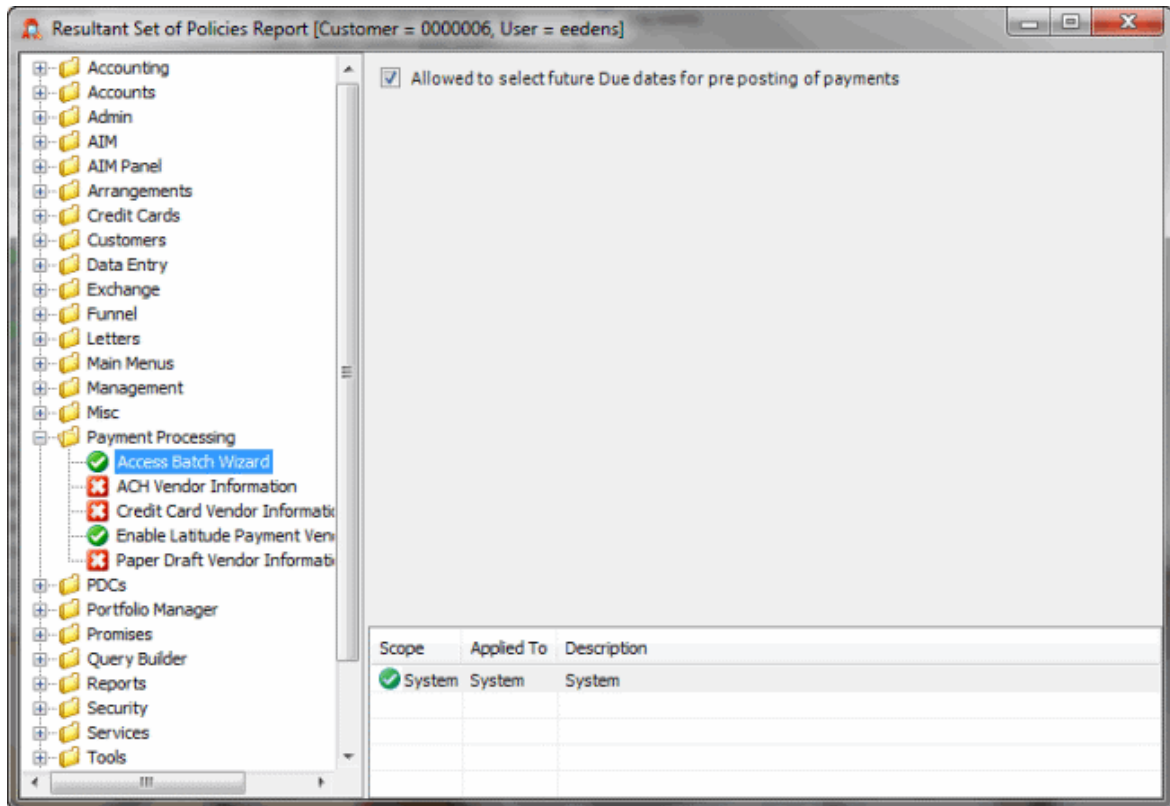 Resultant Set of Policies Report [Customer = 0000006, User = eedens]
Accounting
Accounts
Admin
AIM
AIM Panel
Arrangements
Credit Cards
Customers
Data Entry
Exchange
Funnel
Letters
Main Menus
Management
Misc
Payment Processing
Access Batch Wizard
ACH Vendor Information
Credit Card Vendor Informatio
Enable Latitude Payment Ven
Paper Draft Vendor Informati
PDCs
Portfolio Manager
Promises
Query Builder
Reports
Security
Services
Tools
Allowed to select future Due dates for pre posting of payments
Scope Applied To Description
System System System